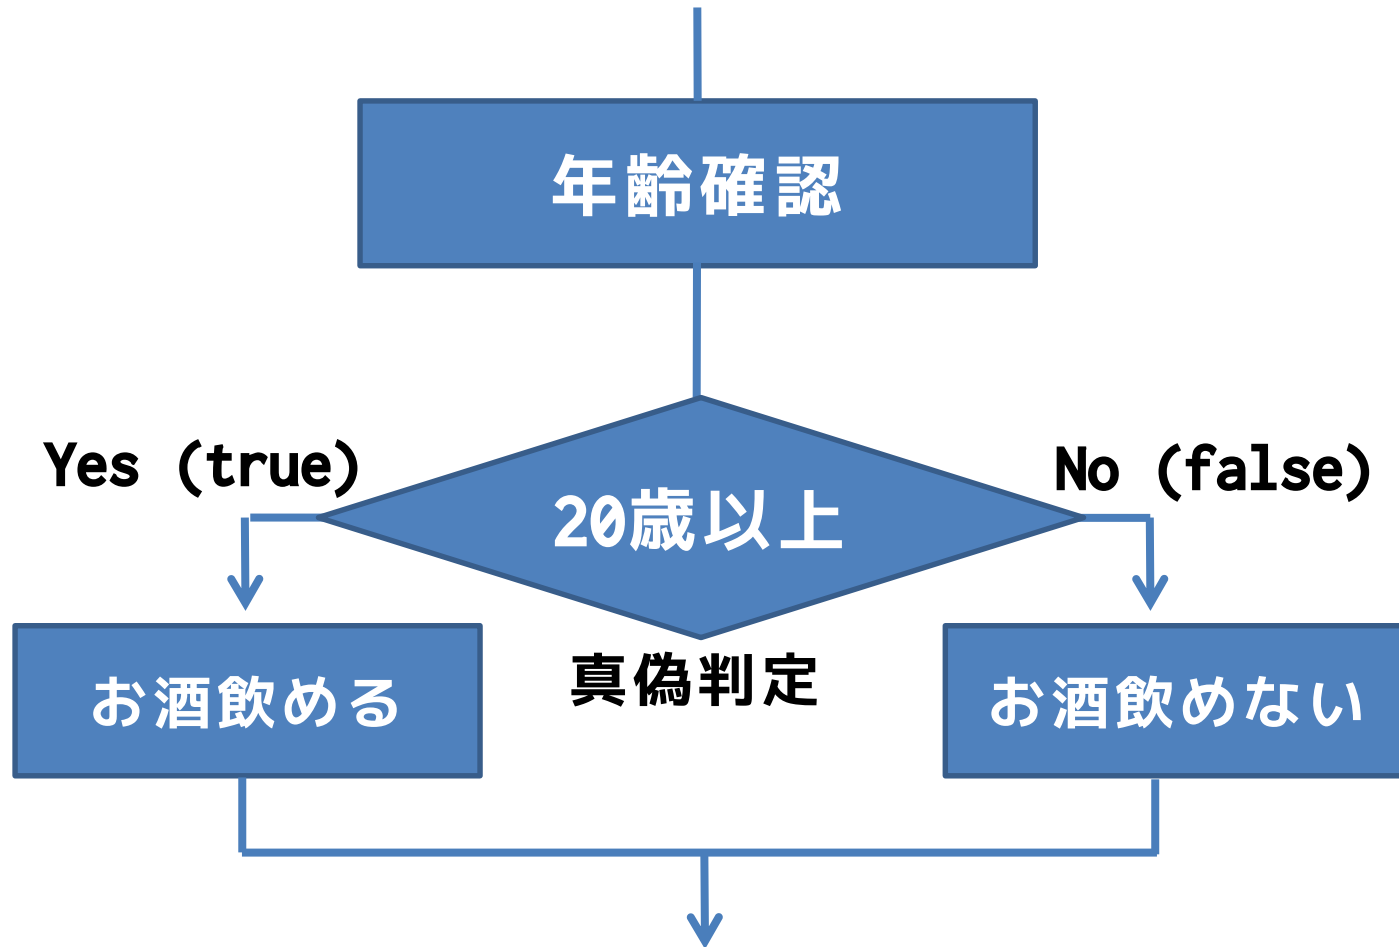 年齢確認
Yes (true)
No (false)
20歳以上
真偽判定
お酒飲める
お酒飲めない